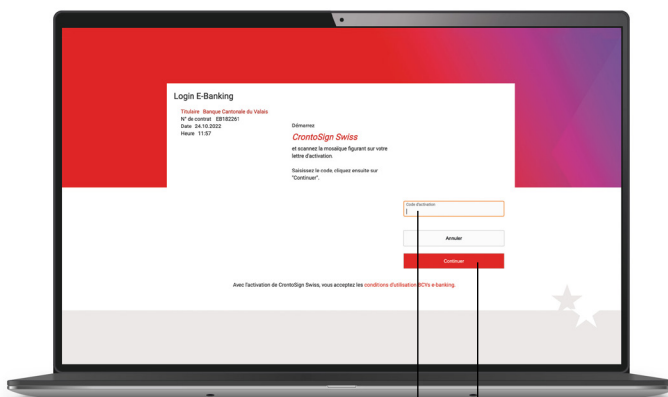 Login E-Banking
Titulaire Banque Cantonale du Valais
N° de contrat EB182261
Date 24.10.2022
Heure 11:57
Démarrez
CrontoSign Swiss
et scannez la mosaïque figurant sur votre
lettre d'activation
Saisissez le code, cliquez ensuite sur
"Continuer".
Code d'activation
Annuler
Continuer
Avec l'activation de CrontoSign Swiss, vous acceptez les conditions d'utilisation BCVs e-banking.